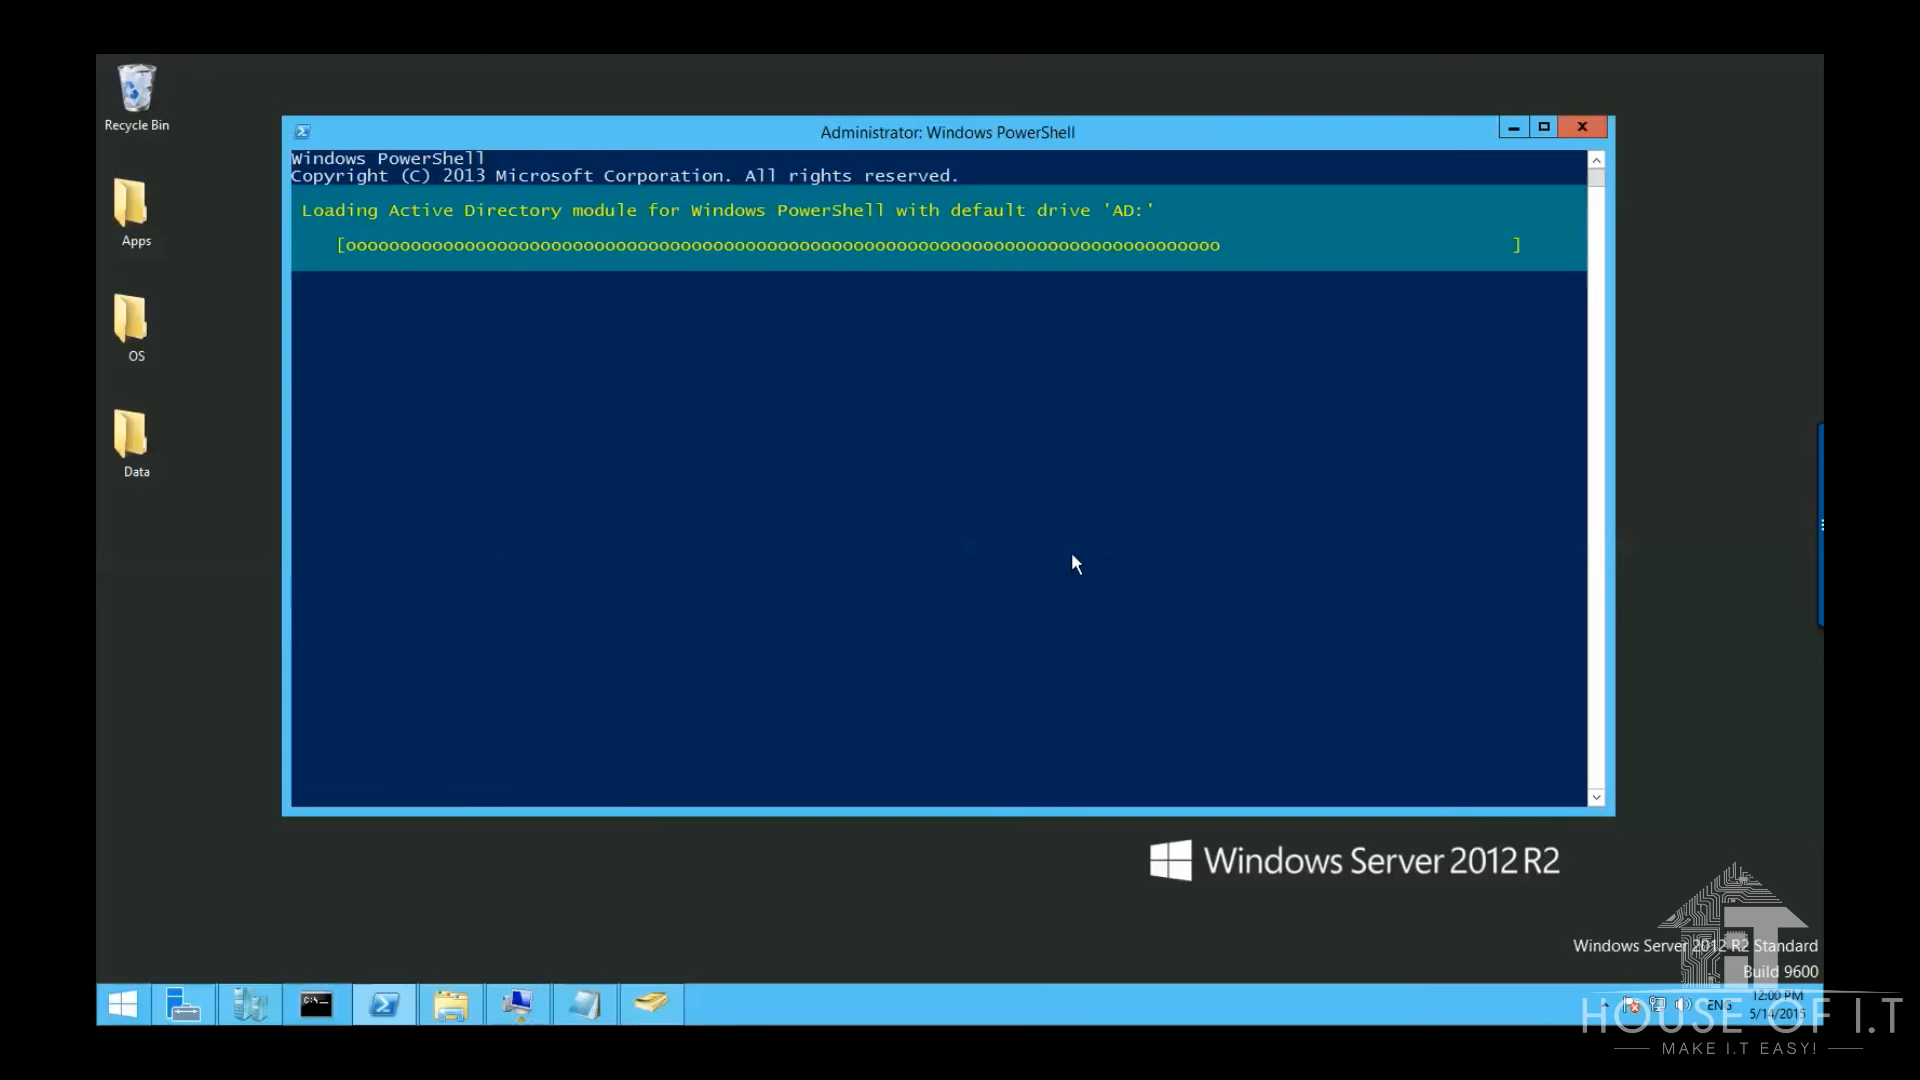 Recycle Bin
Apps
OS
Data
Administrator: Windows PowerShell
Windows PowerShell
Copyright (C) 2013 Microsoft Corporation. All rights reserved.
Loading Active Directory module for Windows PowerShell with default drive 'AD:'
[ooooooooooooooooooooooooooooooooooooooooooooooooooooooooooooooooooooooooooooooooo                           ]
Windows Server 2012 R2
Windows Server 2012 R2 Standard
Build 9600
C:\_
ENG
12:00 PM
iT
HOUSE OF I.T
MAKE I.T EASY!